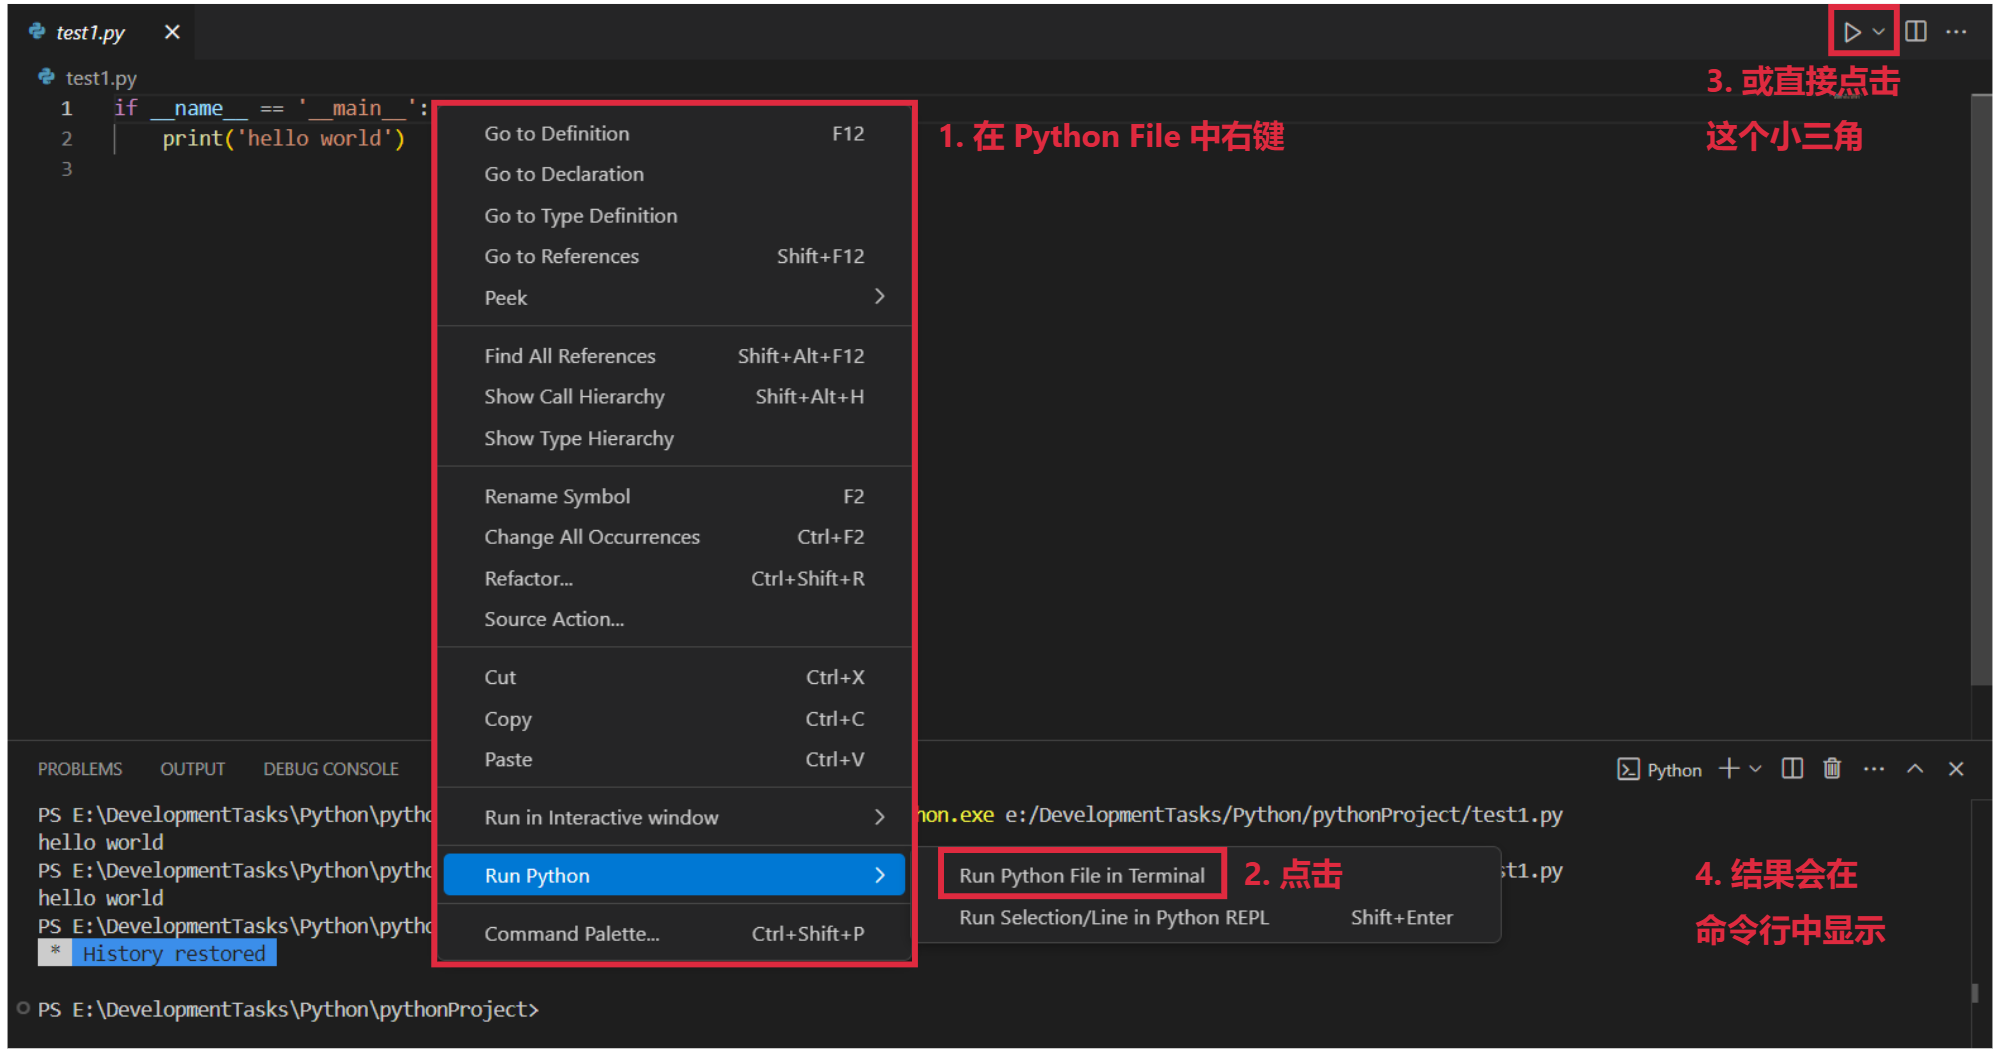 test1.py
3. 或直接点击
这个小三角
test1.py
1 if __name__ == '__main__':
2 print('hello world')
3
1. 在 Python File 中右键
Go to Definition F12
Go to Declaration
Go to Type Definition
Go to References Shift+F12
Peek
Find All References Shift+Alt+F12
Show Call Hierarchy Shift+Alt+H
Show Type Hierarchy
Rename Symbol F2
Change All Occurrences Ctrl+F2
Refactor... Ctrl+Shift+R
Source Action...
Cut Ctrl+X
Copy Ctrl+C
Paste Ctrl+V
Run in Interactive window
Run Python
Command Palette... Ctrl+Shift+P
Run Python File in Terminal
2. 点击
Run Selection/Line in Python REPL Shift+Enter
4. 结果会在
命令行中显示
PROBLEMS OUTPUT DEBUG CONSOLE Python
PS E:\DevelopmentTasks\Python\pytho hon.exe e:/DevelopmentTasks/Python/pythonProject/test1.py
hello world
PS E:\DevelopmentTasks\Python\pytho st1.py
hello world
PS E:\DevelopmentTasks\Python\pytho
* History restored
PS E:\DevelopmentTasks\Python\pythonProject>